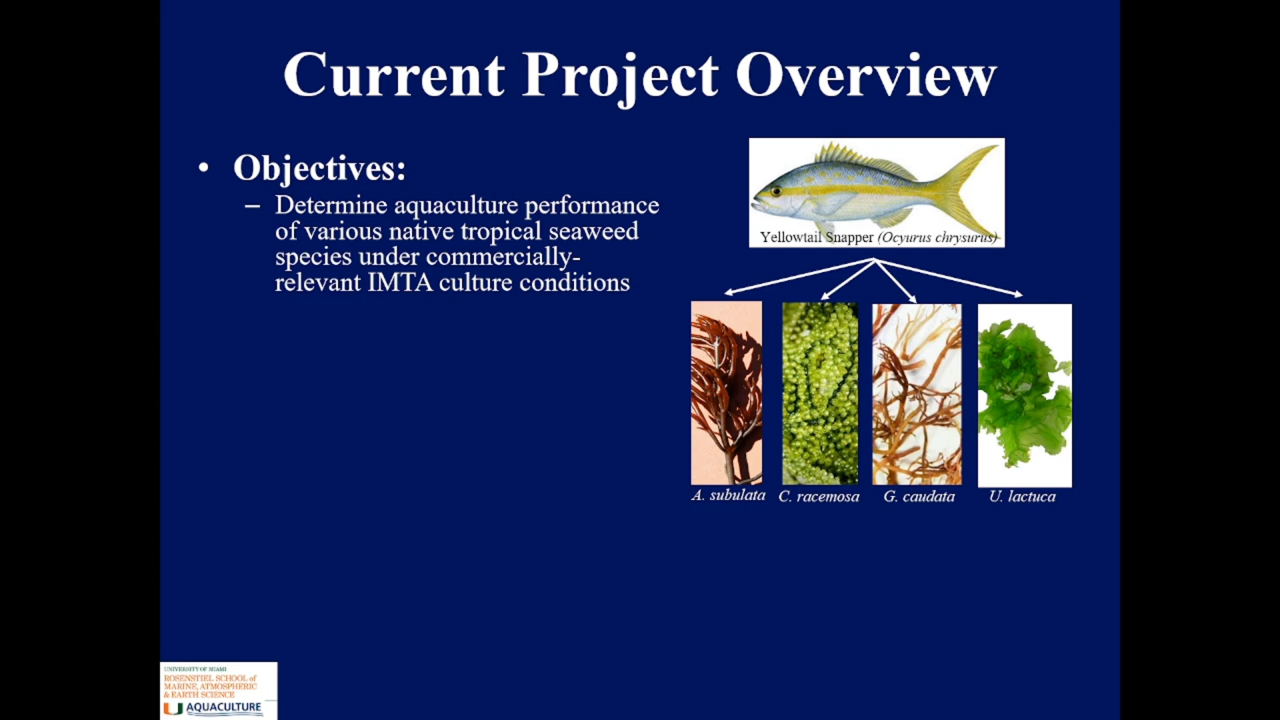 Current Project Overview
• Objectives:
– Determine aquaculture performance
of various native tropical seaweed
species under commercially-
relevant IMTA culture conditions
Yellowtail Snapper (Ocyurus chrysurus)
A. subulata
C. racemosa
G. caudata
U. lactuca
UNIVERSITY OF MIAMI
ROSENSTIEL SCHOOL of
MARINE, ATMOSPHERIC
& EARTH SCIENCE
U AQUACULTURE